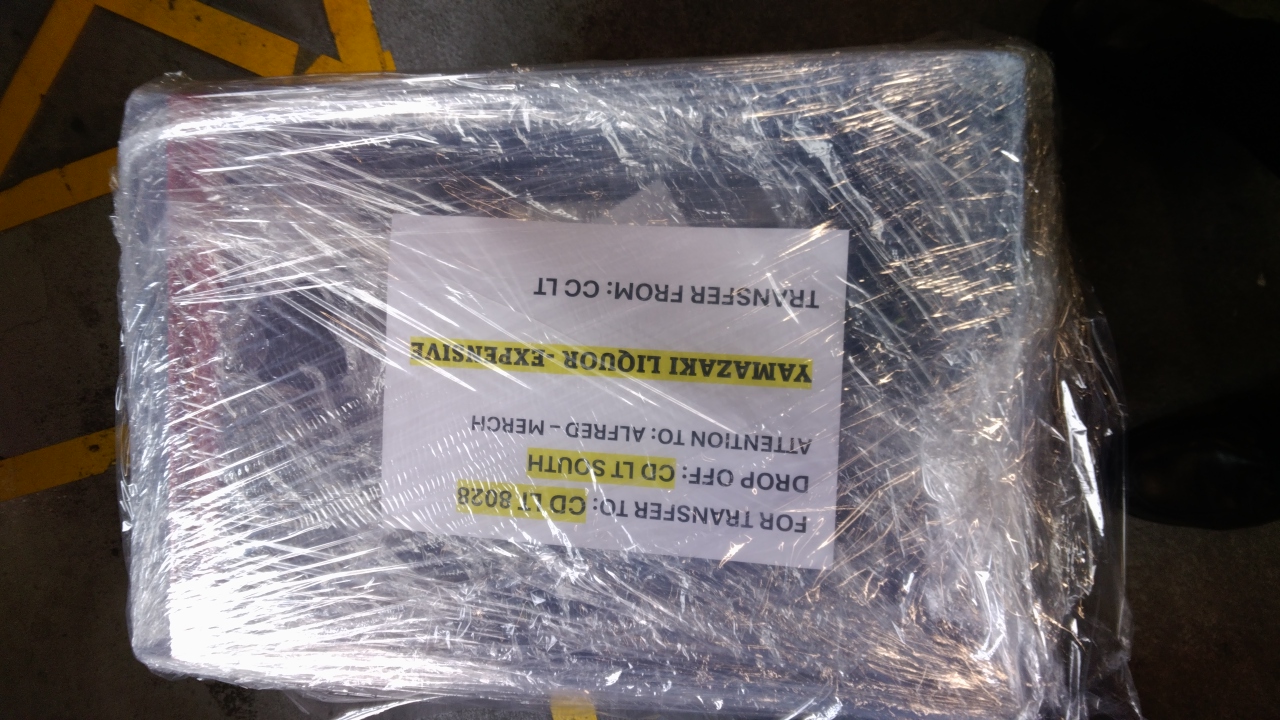 FOR TRANSFER TO: CD LT 8028
DROP OFF: CD LT SOUTH
ATTENTION TO: ALFRED – MERCH
YAMAZAKI LIQUOR -EXPENSIVE
TRANSFER FROM: CC LT